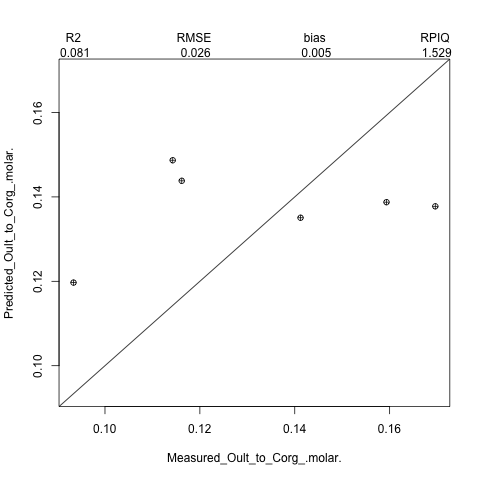 R2 RMSE bias RPIQ
0.081 0.026 0.005 1.529
Predicted_Oult_to_Corg_.molar.
0.16
0.14
0.12
0.10
0.10 0.12 0.14 0.16
Measured_Oult_to_Corg_.molar.